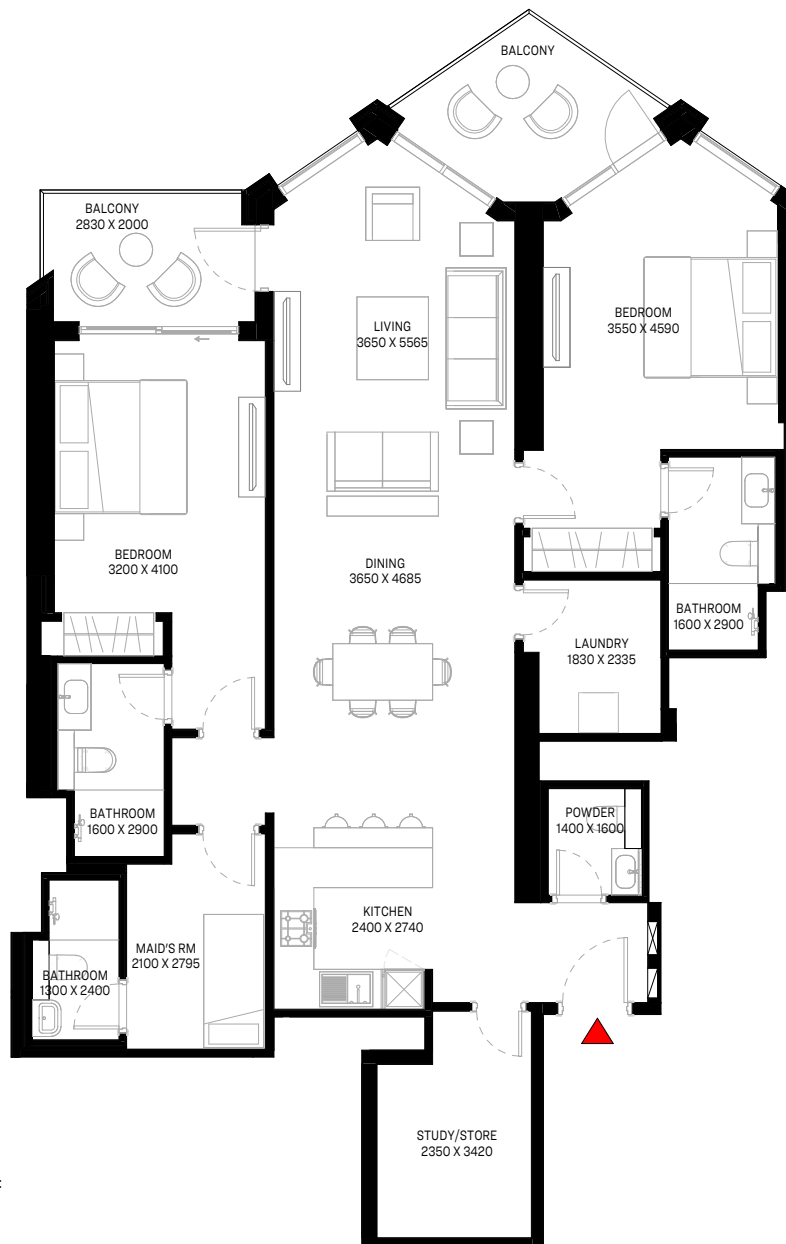 BALCONY
BALCONY
2830 X 2000
LIVING
3650 X 5565
BEDROOM
3550 X 4590
BEDROOM
3200 X 4100
DINING
3650 X 4685
BATHROOM
1600 X 2900
LAUNDRY
1830 X 2335
BATHROOM
1600 X 2900
POWDER
1400 X 1600
KITCHEN
2400 X 2740
MAID'S RM
2100 X 2795
BATHROOM
1300 X 2400
STUDY/STORE
2350 X 3420
: